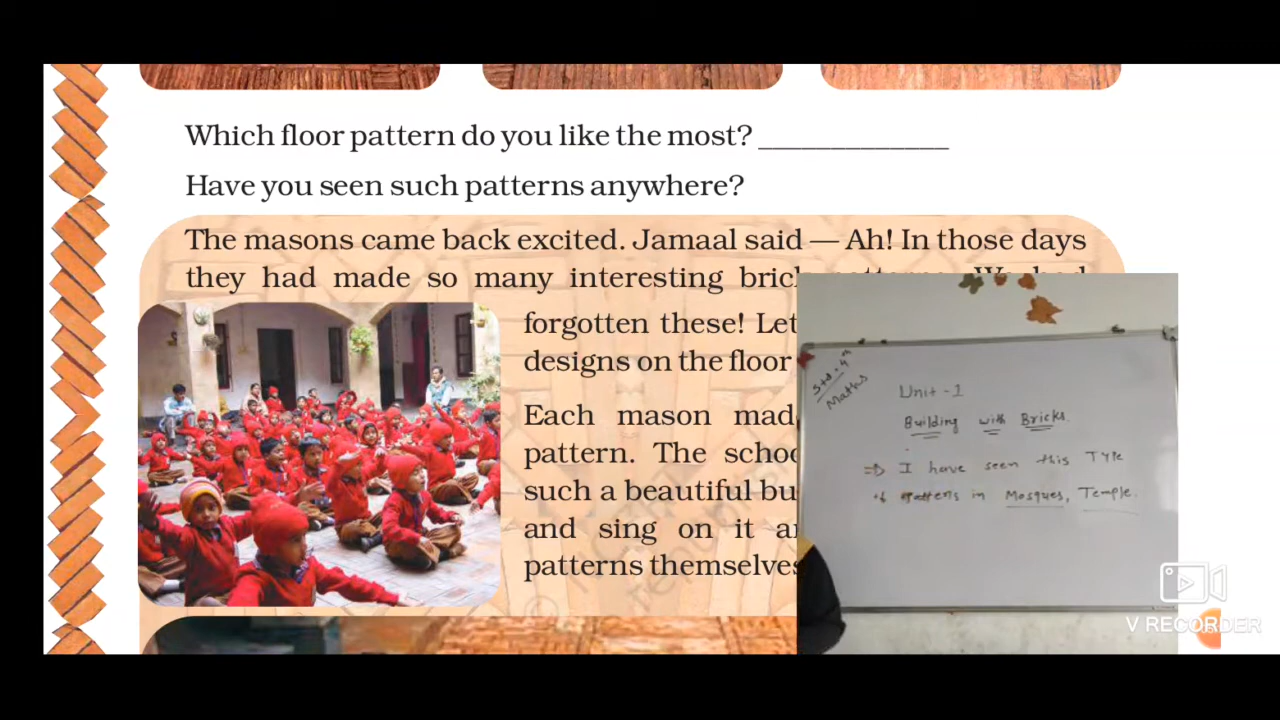 Which floor pattern do you like the most? _____________
Have you seen such patterns anywhere?
The masons came back excited. Jamaal said — Ah! In those days
they had made so many interesting brick
forgotten these! Let
designs on the floor
Each mason mad
pattern. The schoo
such a beautiful bu
and sing on it a
patterns themselves
Std - 4th
Maths
Unit - 1
Building with Bricks.
⇒ I have seen this Type
of in Mosques, Temple.
V RECORDER